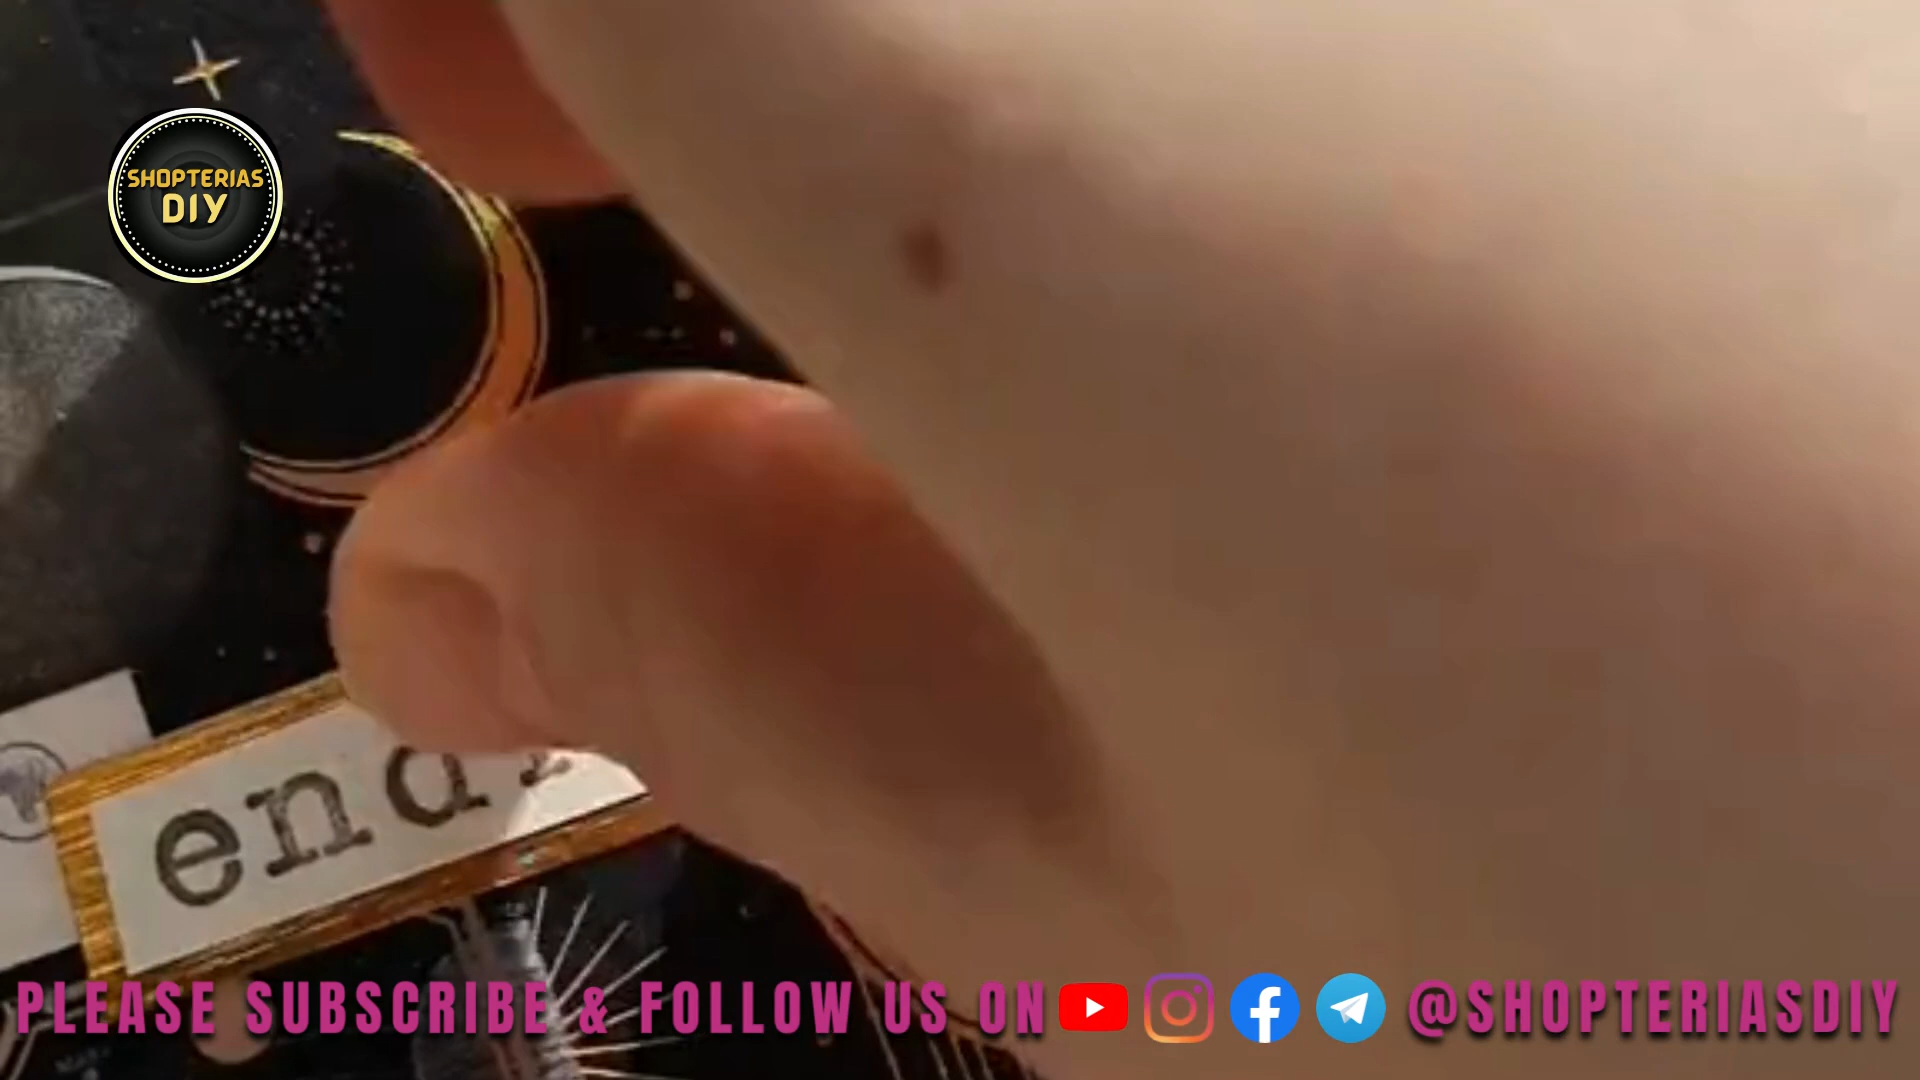 SHOPTERIAS
DIY
end
PLEASE SUBSCRIBE & FOLLOW US ON @SHOPTERIASDIY